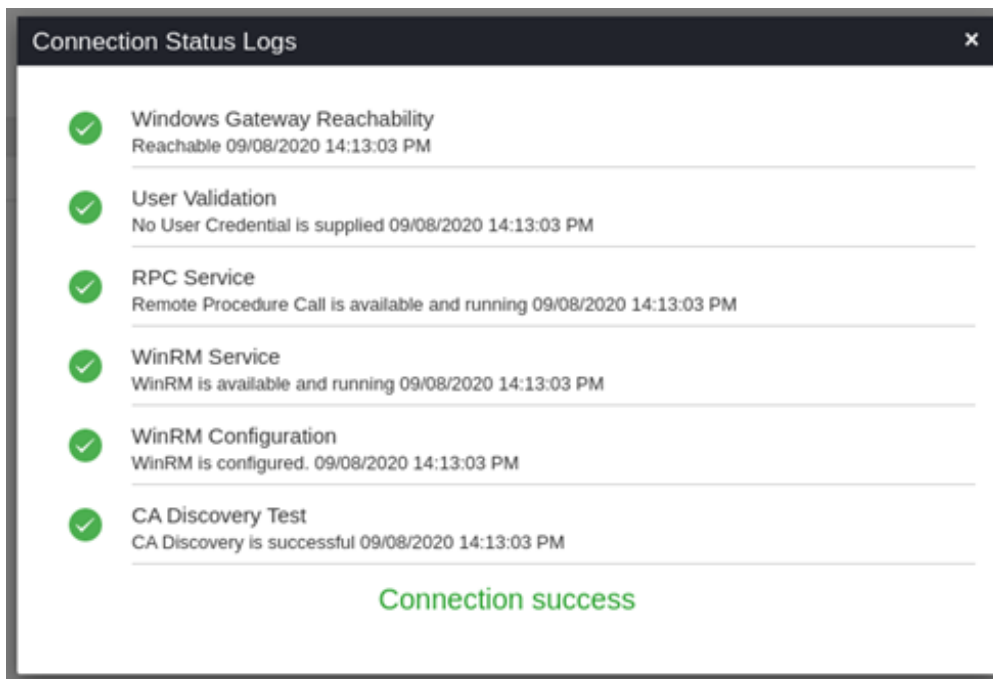 Connection Status Logs ×
Windows Gateway Reachability
Reachable 09/08/2020 14:13:03 PM
User Validation
No User Credential is supplied 09/08/2020 14:13:03 PM
RPC Service
Remote Procedure Call is available and running 09/08/2020 14:13:03 PM
WinRM Service
WinRM is available and running 09/08/2020 14:13:03 PM
WinRM Configuration
WinRM is configured. 09/08/2020 14:13:03 PM
CA Discovery Test
CA Discovery is successful 09/08/2020 14:13:03 PM
Connection success